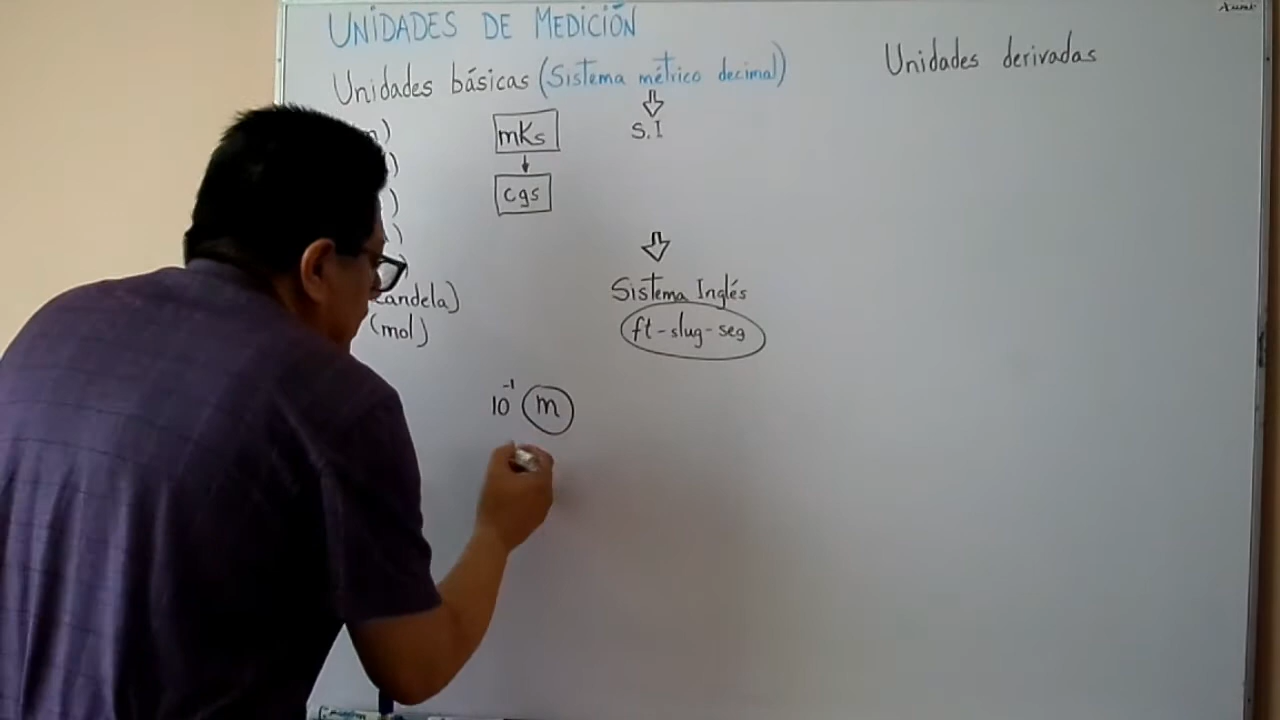 UNIDADES DE MEDICIÓN
Unidades básicas (Sistema métrico decimal)
Unidades derivadas
m)
mKs
S.I
)
)
cgs
)
Candela)
(mol)
Sistema Inglés
ft-slug-seg
10⁻¹ m